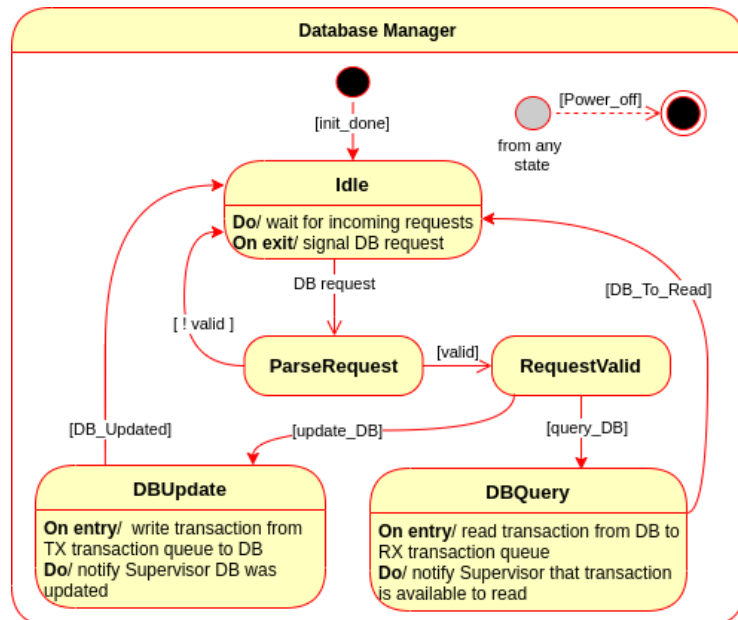 Database Manager
[init_done]
[Power_off]
from any
state
Idle
Do/ wait for incoming requests
On exit/ signal DB request
DB request
[DB_To_Read]
[ ! valid ]
ParseRequest
[valid]
RequestValid
[DB_Updated]
[update_DB]
[query_DB]
DBUpdate
On entry/ write transaction from
TX transaction queue to DB
Do/ notify Supervisor DB was
updated
DBQuery
On entry/ read transaction from DB to
RX transaction queue
Do/ notify Supervisor that transaction
is available to read